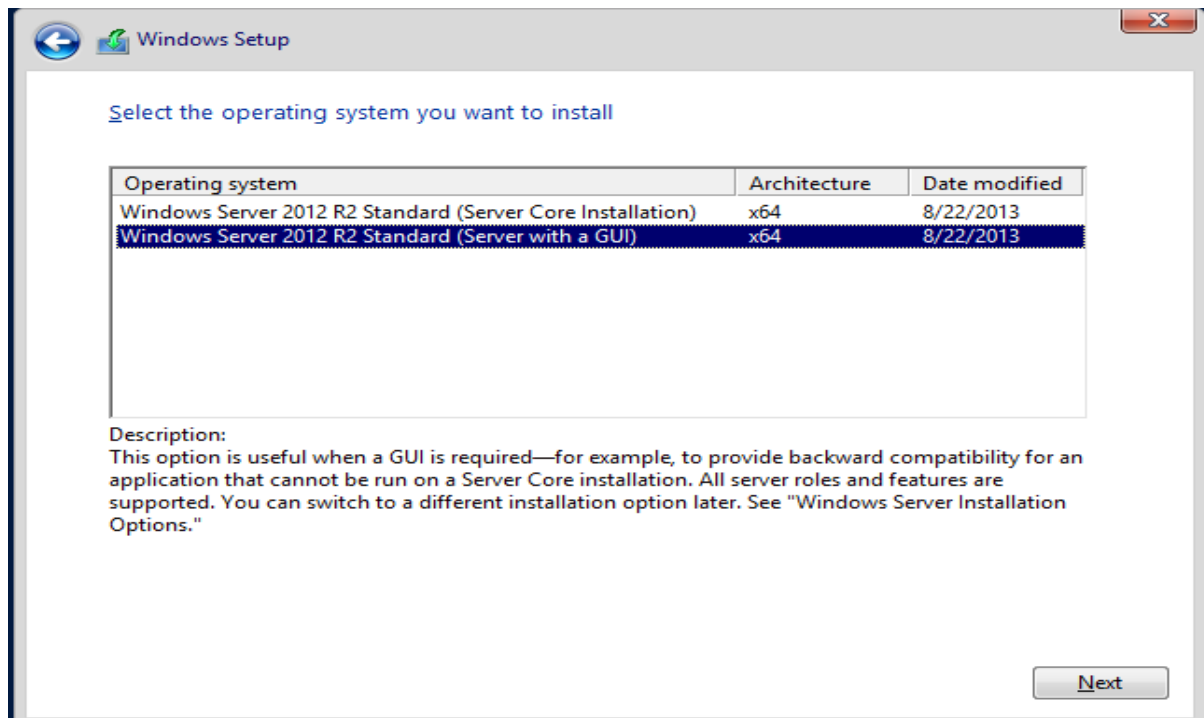 Windows Setup
Select the operating system you want to install
Operating system Architecture Date modified
Windows Server 2012 R2 Standard (Server Core Installation) x64 8/22/2013
Windows Server 2012 R2 Standard (Server with a GUI) x64 8/22/2013
Description:
This option is useful when a GUI is required—for example, to provide backward compatibility for an
application that cannot be run on a Server Core installation. All server roles and features are
supported. You can switch to a different installation option later. See "Windows Server Installation
Options."
Next